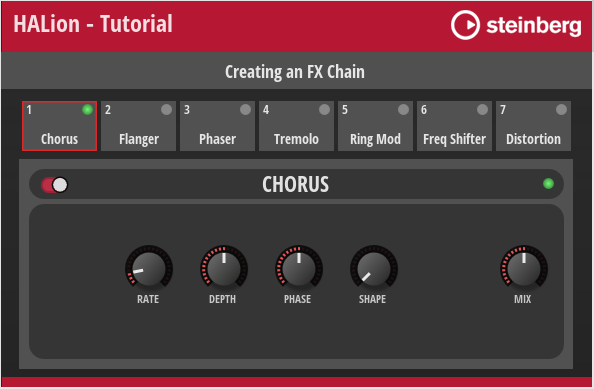 HALion - Tutorial
steinberg
Creating an FX Chain
1 2 3 4 5 6 7
Chorus Flanger Phaser Tremolo Ring Mod Freq Shifter Distortion
CHORUS
RATE DEPTH PHASE SHAPE MIX